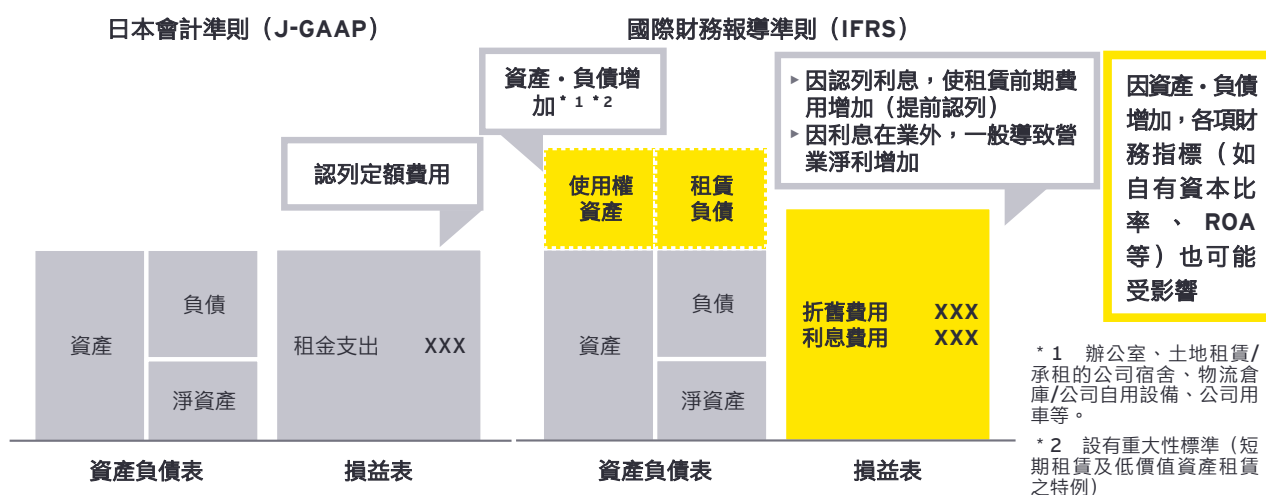 日本會計準則（J-GAAP）
認列定額費用
資產
負債
淨資產
租金支出 XXX
資產負債表
損益表
國際財務報導準則（IFRS）
資產・負債增
加* 1 * 2
▸因認列利息，使租賃前期費
用增加（提前認列）
▸因利息在業外，一般導致營
業淨利增加
使用權
資產
租賃
負債
資產
負債
淨資產
折舊費用 XXX
利息費用 XXX
資產負債表
損益表
因資產・負債
增加，各項財
務指標（如
自有資本比
率、ROA
等）也可能
受影響
* 1 辦公室、土地租賃/
承租的公司宿舍、物流倉
庫/公司自用設備、公司用
車等。
* 2 設有重大性標準（短
期租賃及低價值資產租賃
之特例）